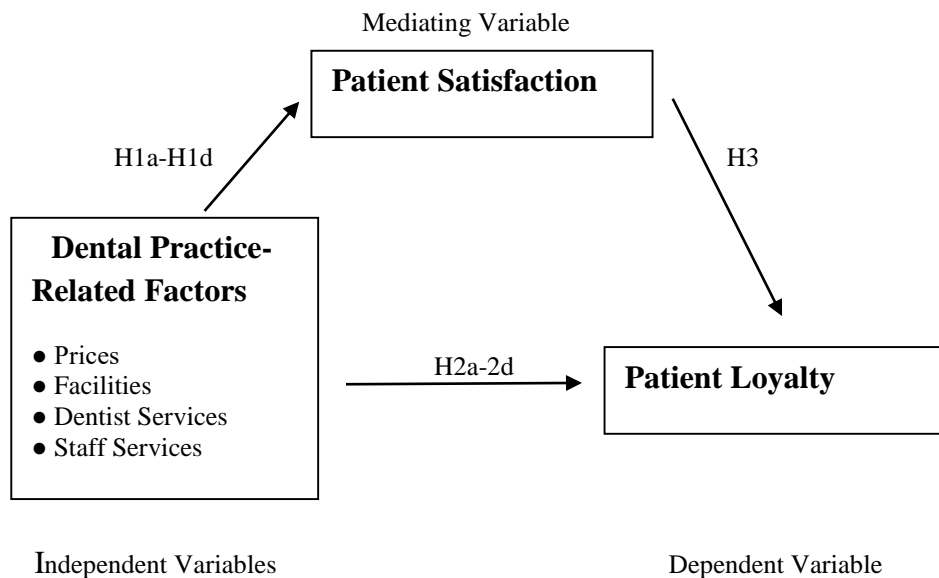 Mediating Variable
Patient Satisfaction
H1a-H1d
H3
Dental Practice-
Related Factors
● Prices
● Facilities
● Dentist Services
● Staff Services
H2a-2d
Patient Loyalty
Independent Variables
Dependent Variable